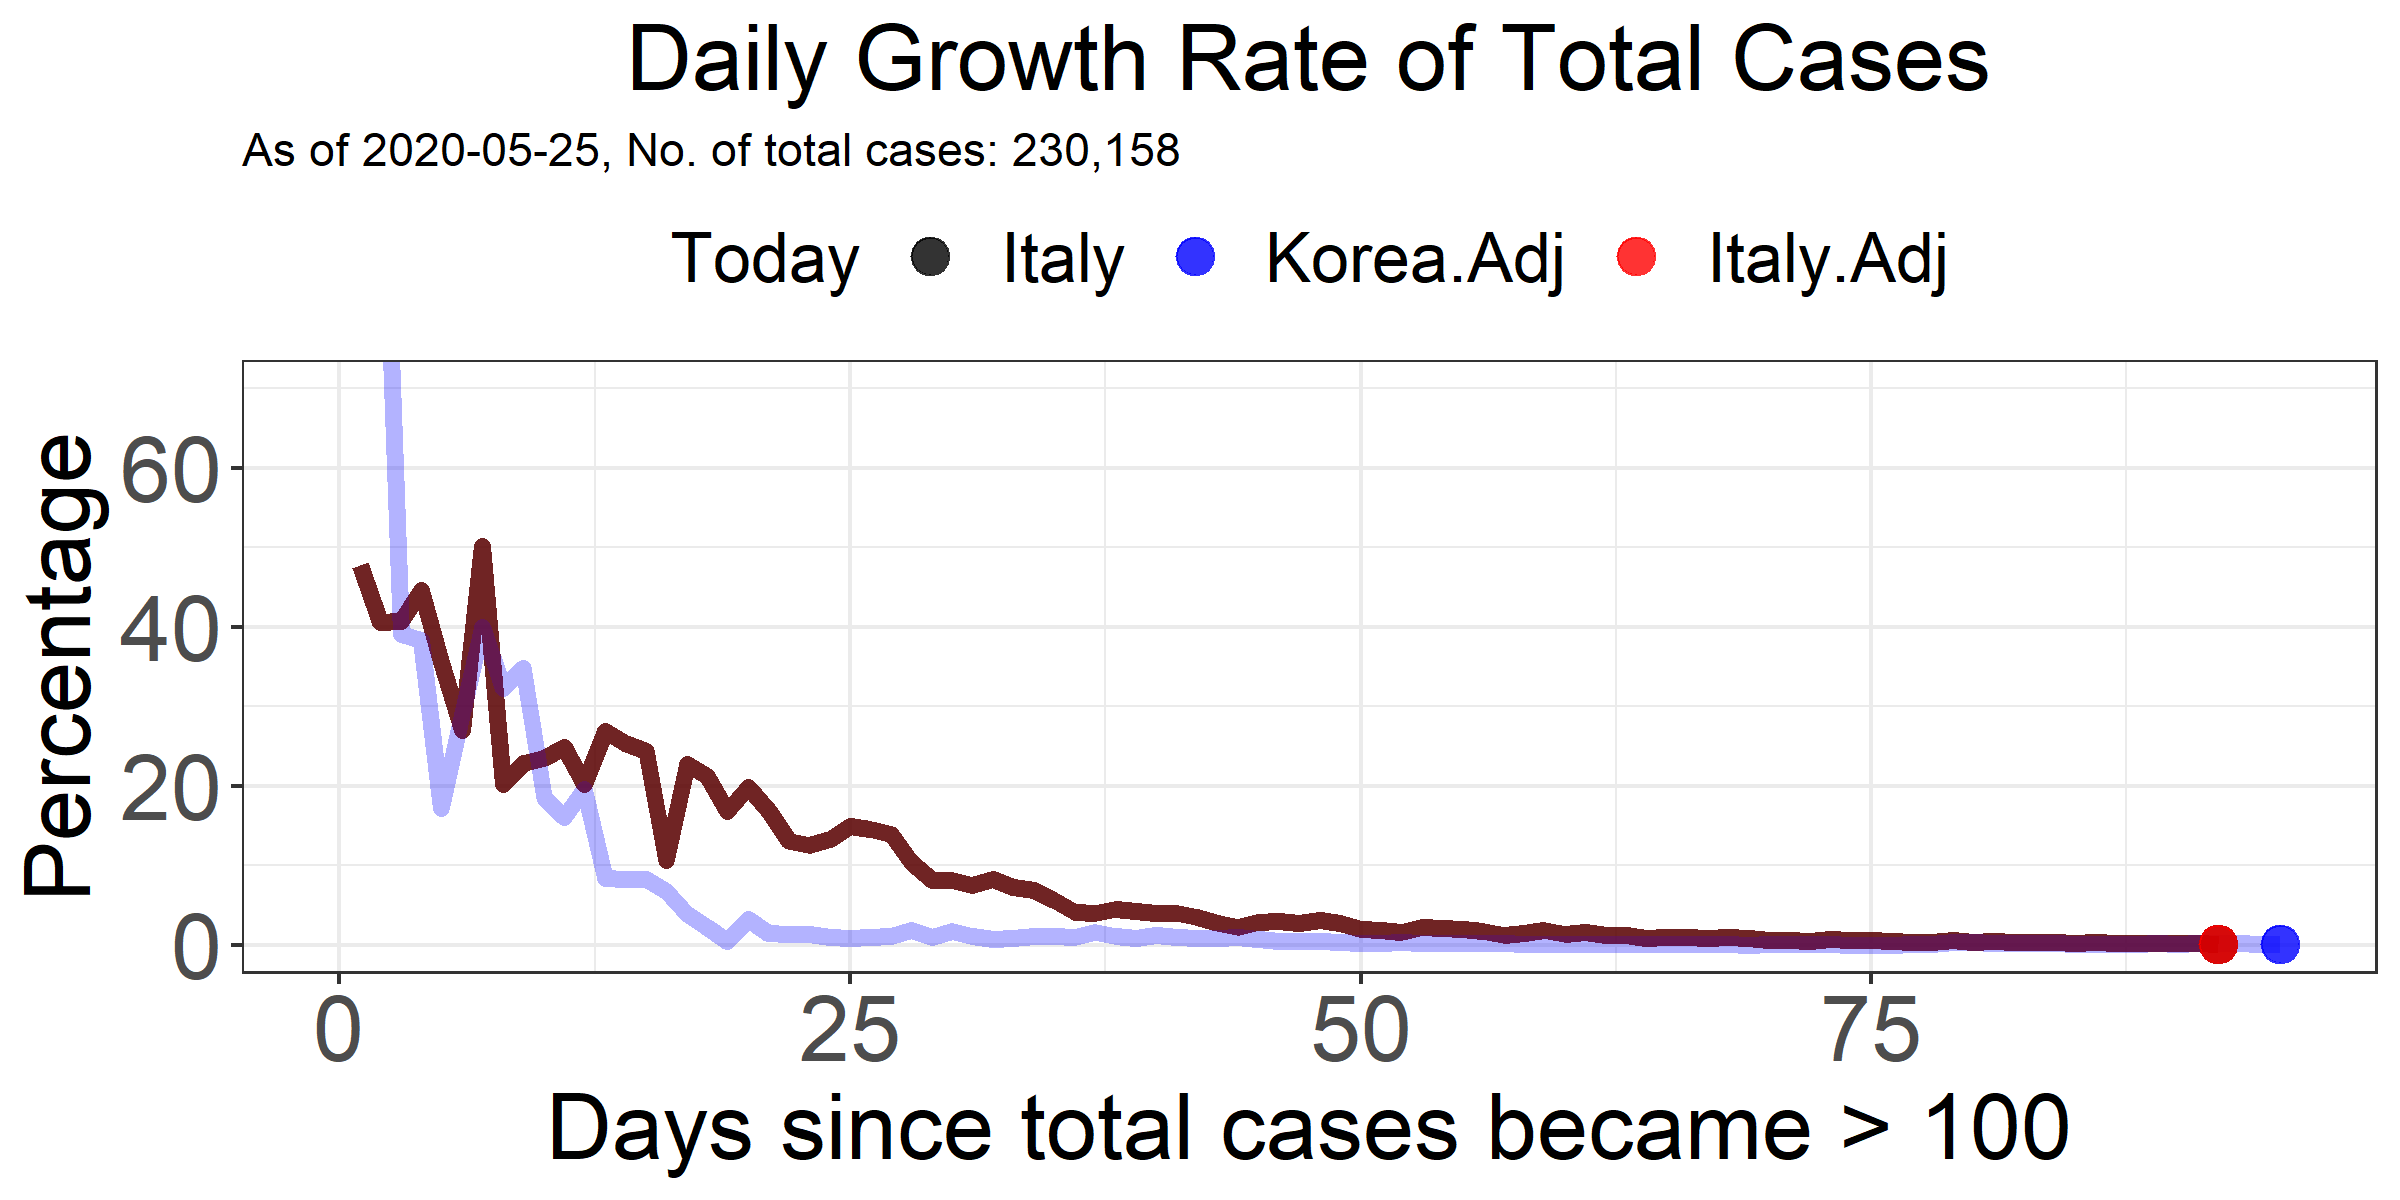 Daily Growth Rate of Total Cases
As of 2020-05-25, No. of total cases: 230,158
Today Italy Korea.Adj Italy.Adj
Percentage
60
40
20
0
0 25 50 75
Days since total cases became > 100